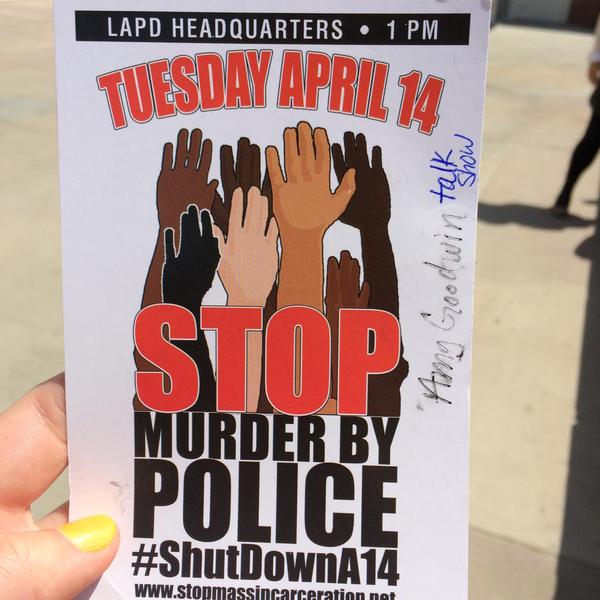 LAPD HEADQUARTERS • 1 PM
TUESDAY APRIL 14
STOP
MURDER BY
POLICE
#ShutDownA14
www.stopmassincarceration.net
Amy Goodwin
talk
show